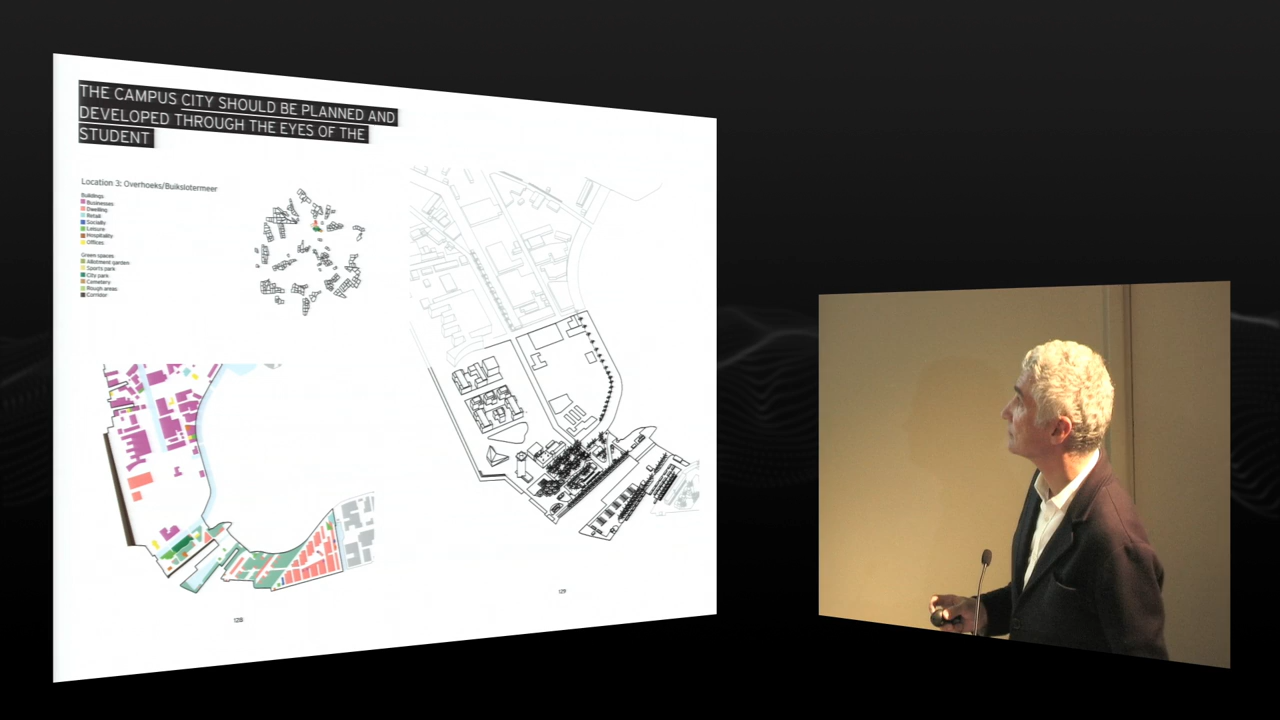 THE CAMPUS CITY SHOULD BE PLANNED AND
DEVELOPED THROUGH THE EYES OF THE
STUDENT
Location 3: Overhoeks/Buikslotermeer
Buildings:
Businesses
Dwelling
Retail
Socially
Leisure
Hospitality
Offices
Green spaces:
Allotment garden
Sports park
City park
Cemetery
Rough areas
Corridor
128
129